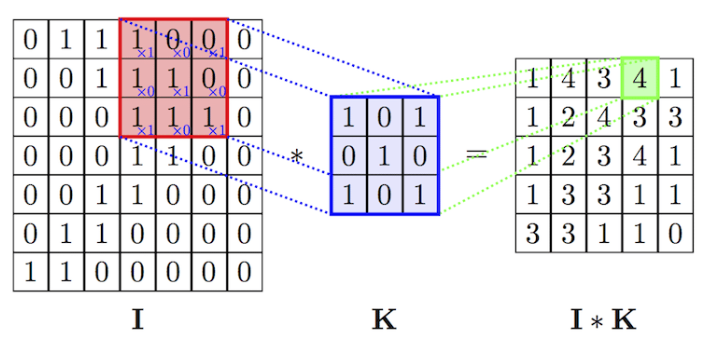 0 1 1 1×1 0×0 0×1 0
0 0 1 1×0 1×1 0×0 0
0 0 0 1×1 1×0 1×1 0
0 0 0 1 1 0 0
0 0 1 1 0 0 0
0 1 1 0 0 0 0
1 1 0 0 0 0 0
I
*
1 0 1
0 1 0
1 0 1
K
=
1 4 3 4 1
1 2 4 3 3
1 2 3 4 1
1 3 3 1 1
3 3 1 1 0
I * K